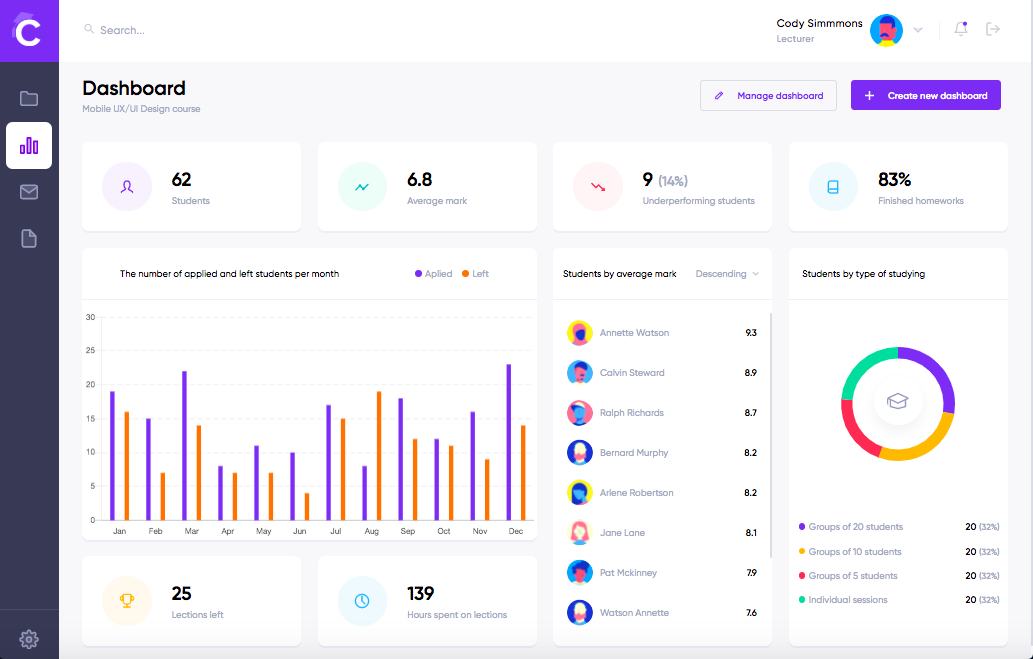 C
Search...
Cody Simmmons
Lecturer
Dashboard
Mobile UX/UI Design course
Manage dashboard
+ Create new dashboard
62
Students
6.8
Average mark
9 (14%)
Underperforming students
83%
Finished homeworks
The number of applied and left students per month
Aplied
Left
30
25
20
15
10
5
0
Jan Feb Mar Apr May Jun Jul Aug Sep Oct Nov Dec
Students by average mark
Descending
Annette Watson 9.3
Calvin Steward 8.9
Ralph Richards 8.7
Bernard Murphy 8.2
Arlene Robertson 8.2
Jane Lane 8.1
Pat Mckinney 7.9
Watson Annette 7.6
Students by type of studying
Groups of 20 students 20 (32%)
Groups of 10 students 20 (32%)
Groups of 5 students 20 (32%)
Individual sessions 20 (32%)
25
Lections left
139
Hours spent on lections